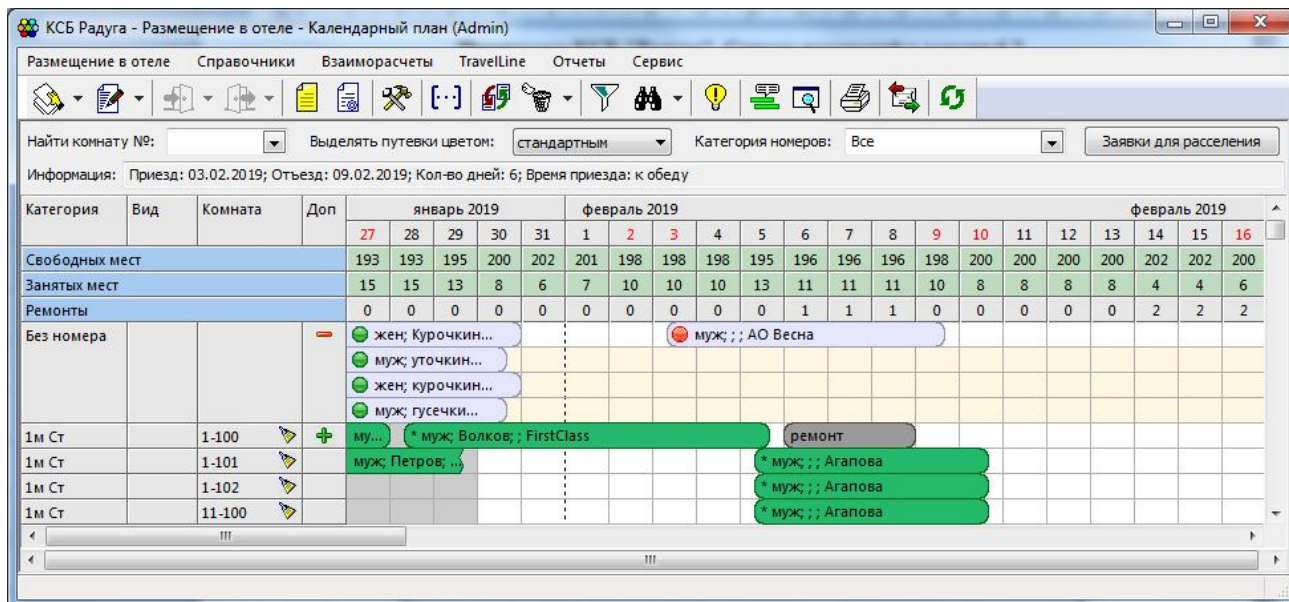 КСБ Радуга - Размещение в отеле - Календарный план (Admin)
Размещение в отеле Справочники Взаиморасчеты TravelLine Отчеты Сервис
Найти комнату №: Выделять путевки цветом: стандартным Категория номеров: Все Заявки для расселения
Информация: Приезд: 03.02.2019; Отъезд: 09.02.2019; Кол-во дней: 6; Время приезда: к обеду
Категория Вид Комната Доп январь 2019 февраль 2019 февраль 2019
27 28 29 30 31 1 2 3 4 5 6 7 8 9 10 11 12 13 14 15 16
Свободных мест 193 193 195 200 202 201 198 198 198 195 196 196 196 198 200 200 200 200 202 202 200
Занятых мест 15 15 13 8 6 7 10 10 10 13 11 11 11 10 8 8 8 8 4 4 6
Ремонты 0 0 0 0 0 0 0 0 0 0 1 1 1 0 0 0 0 0 2 2 2
Без номера жен; Курочкин... муж; ; ; АО Весна
муж; уточкин...
жен; курочкин...
муж; гусечки...
1м Ст 1-100 му... * муж; Волков; ; FirstClass ремонт
1м Ст 1-101 муж; Петров; ... * муж; ; ; Агапова
1м Ст 1-102 * муж; ; ; Агапова
1м Ст 11-100 * муж; ; ; Агапова